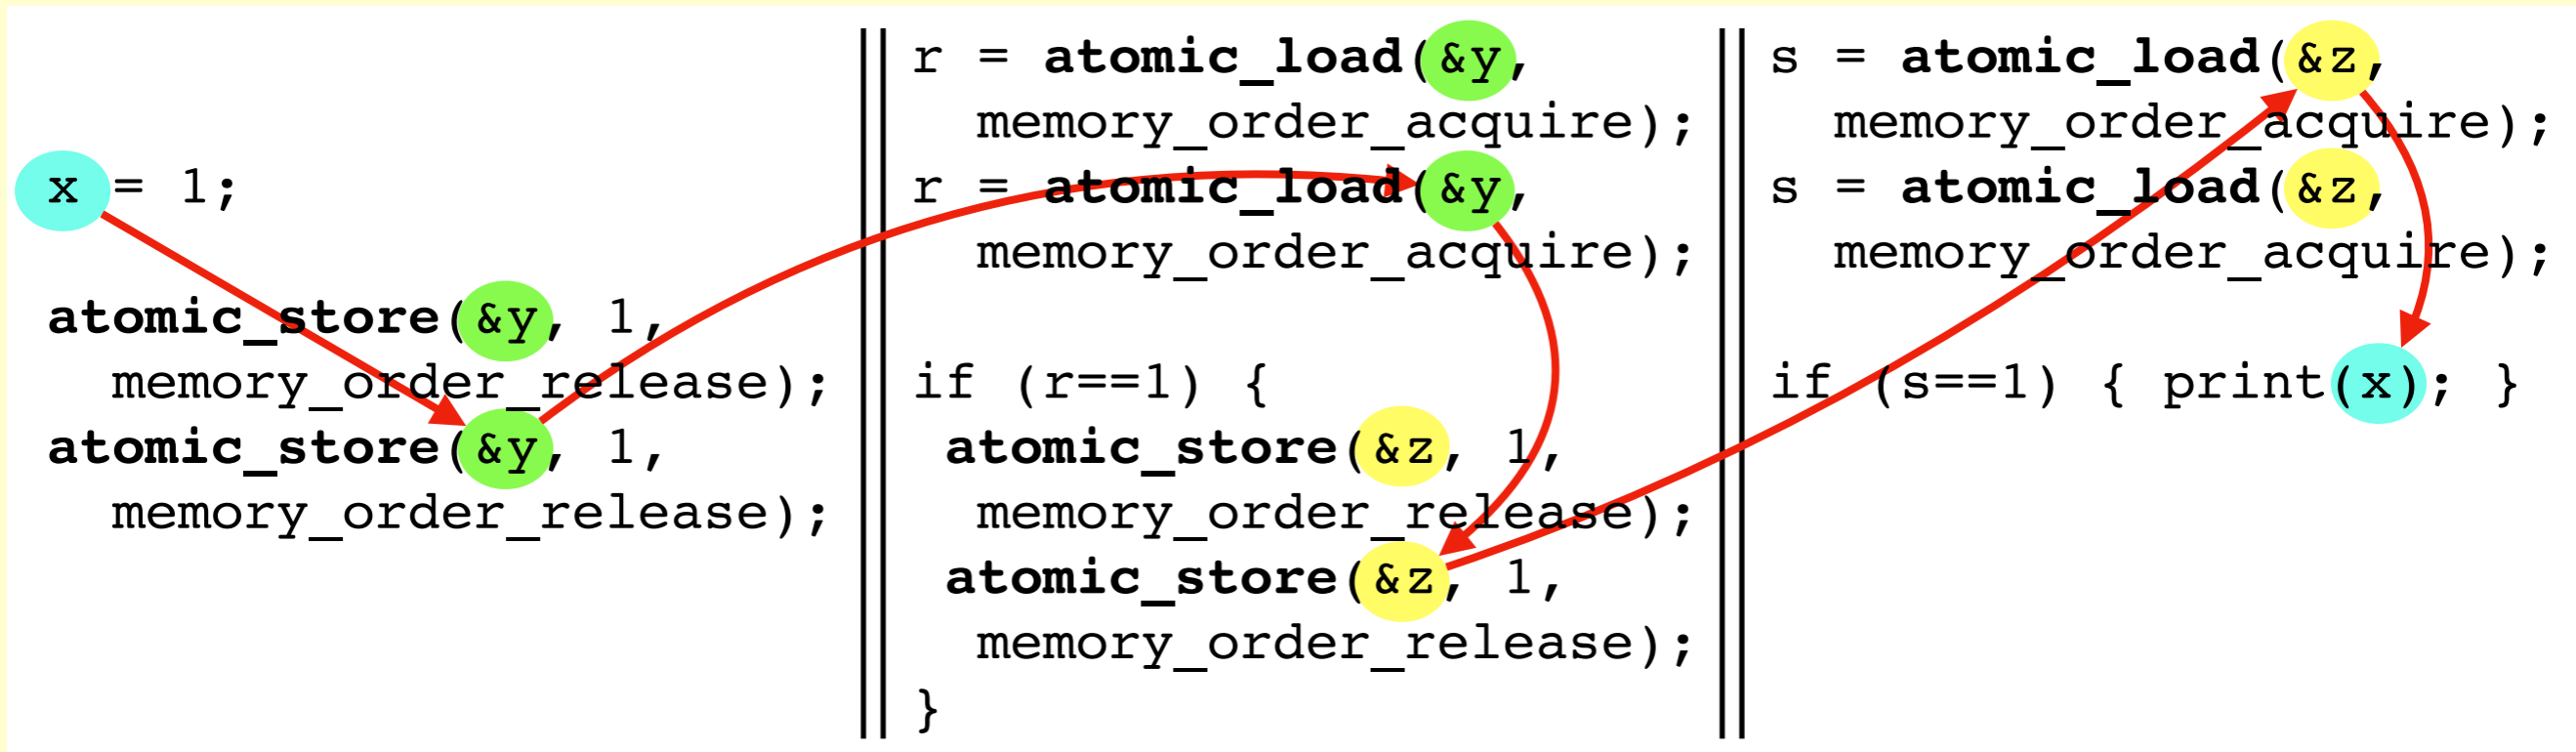 x = 1;
atomic_store(&y, 1,
memory_order_release);
atomic_store(&y, 1,
memory_order_release);
r = atomic_load(&y,
memory_order_acquire);
r = atomic_load(&y,
memory_order_acquire);
if (r==1) {
atomic_store(&z, 1,
memory_order_release);
atomic_store(&z, 1,
memory_order_release);
}
s = atomic_load(&z,
memory_order_acquire);
s = atomic_load(&z,
memory_order_acquire);
if (s==1) { print(x); }